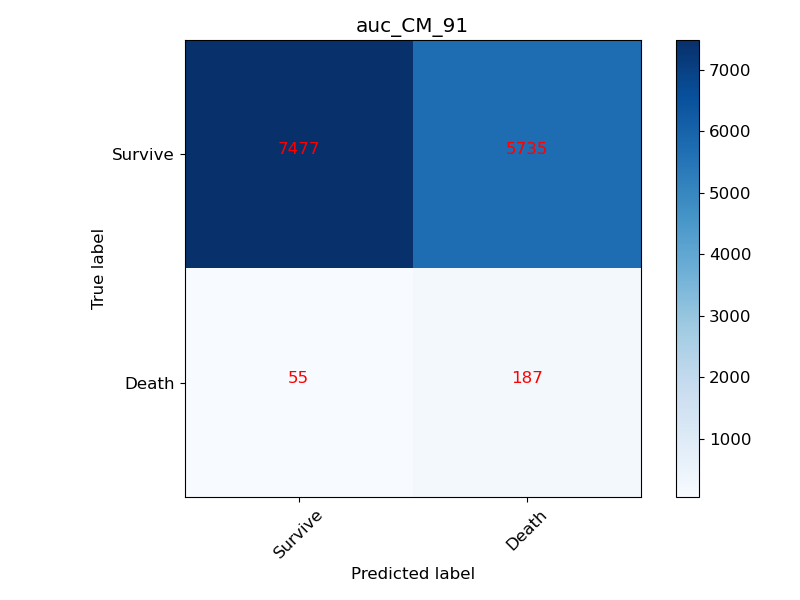 auc_CM_91
7000
6000
5000
4000
3000
2000
1000
True label
Survive
7477
5735
Death
55
187
Survive
Death
Predicted label